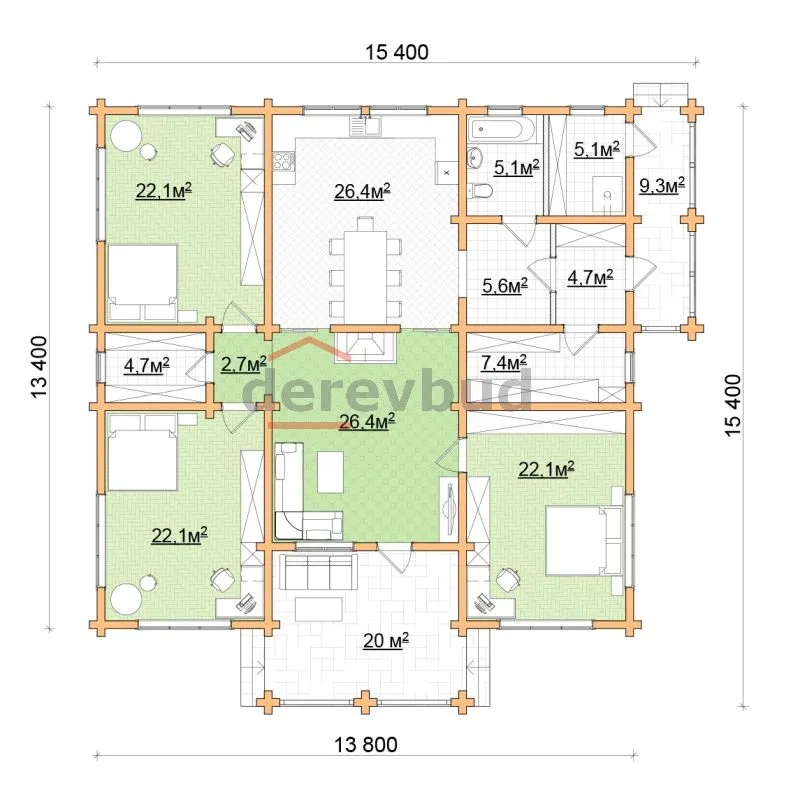 15 400
22,1м²
26,4м²
5,1м²
5,1м²
9,3м²
5,6м²
4,7м²
13 400
4,7м²
2,7м²
7,4м²
derevbud
26,4м²
15 400
22,1м²
22,1м²
20 м²
13 800